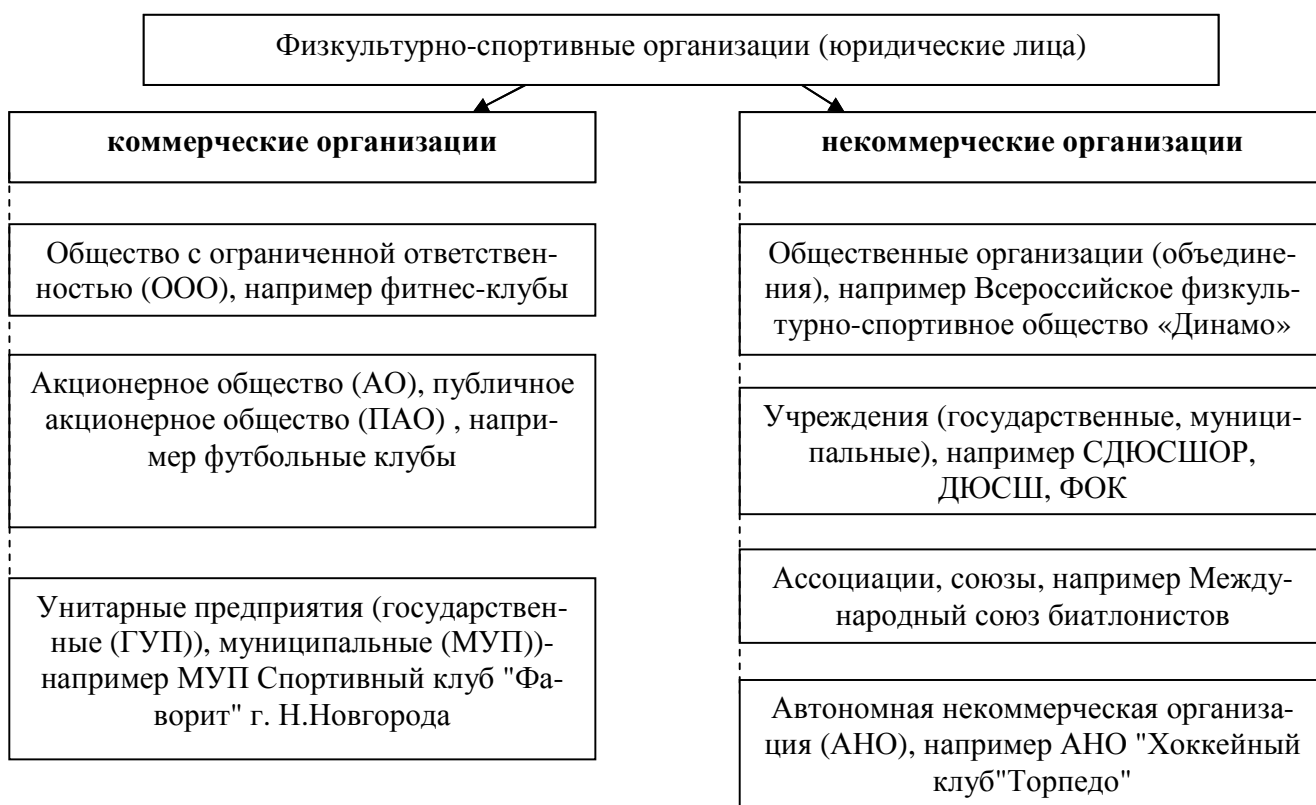 Физкультурно-спортивные организации (юридические лица)
коммерческие организации
Общество с ограниченной ответствен-
ностью (ООО), например фитнес-клубы
Акционерное общество (АО), публичное
акционерное общество (ПАО) , напри-
мер футбольные клубы
Унитарные предприятия (государствен-
ные (ГУП)), муниципальные (МУП))-
например МУП Спортивный клуб "Фа-
ворит" г. Н.Новгорода
некоммерческие организации
Общественные организации (объедине-
ния), например Всероссийское физкуль-
турно-спортивное общество «Динамо»
Учреждения (государственные, муници-
пальные), например СДЮСШОР,
ДЮСШ, ФОК
Ассоциации, союзы, например Между-
народный союз биатлонистов
Автономная некоммерческая организа-
ция (АНО), например АНО "Хоккейный
клуб"Торпедо"